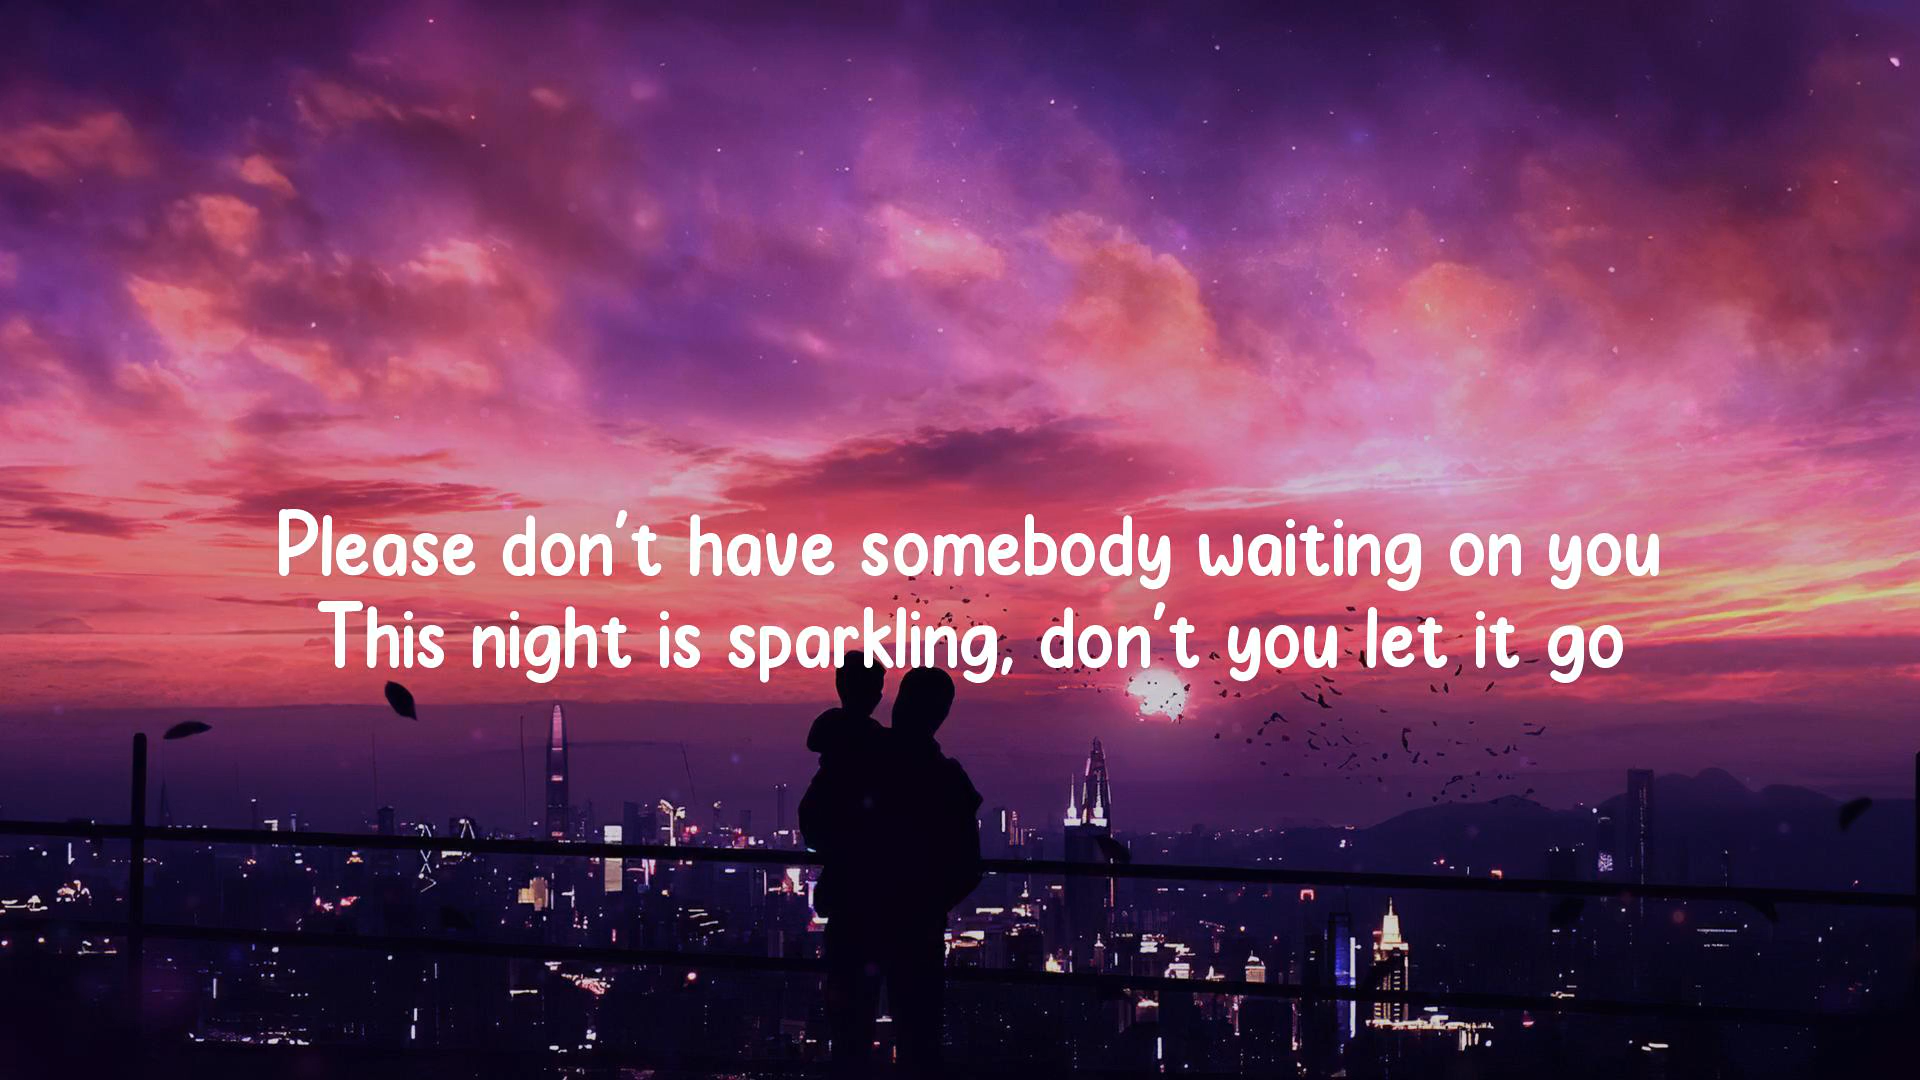 Please don't have somebody waiting on you
This night is sparkling, don't you let it go